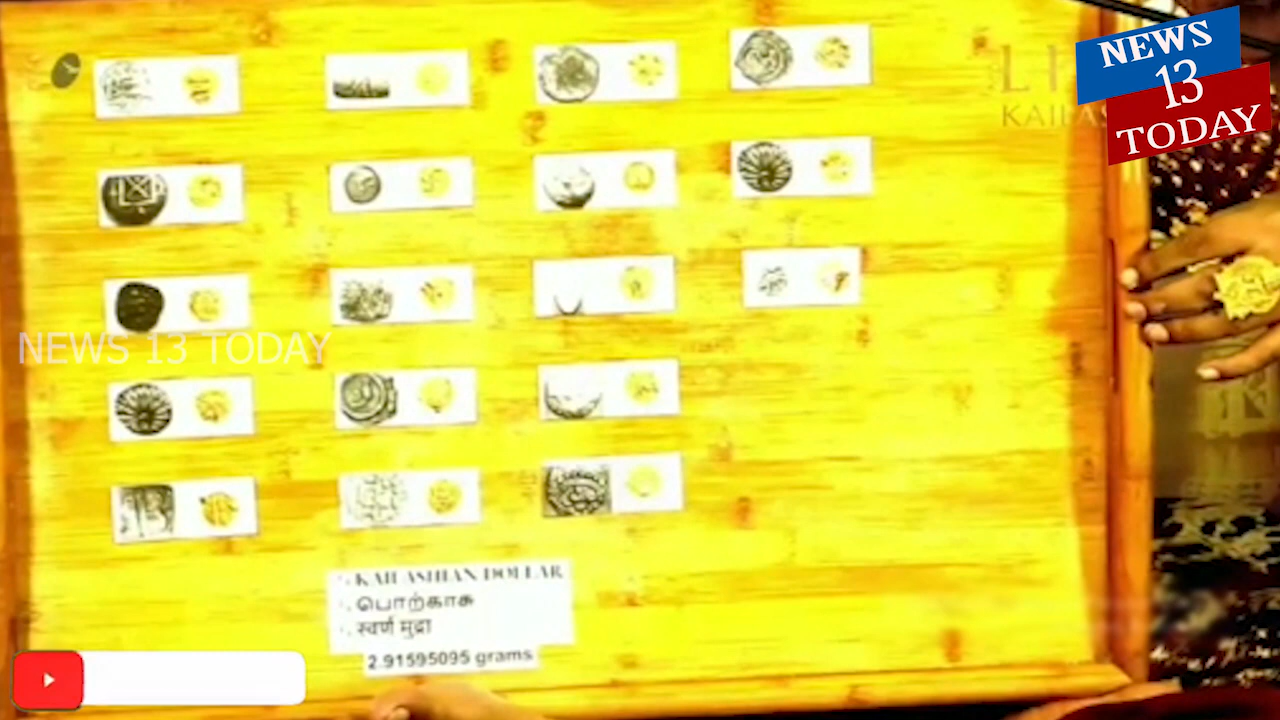 NEWS
13
TODAY
NEWS 13 TODAY
KAILASHIAN DOLLAR
பொற்காசு
स्वर्ण मुद्रा
2.91595095 grams